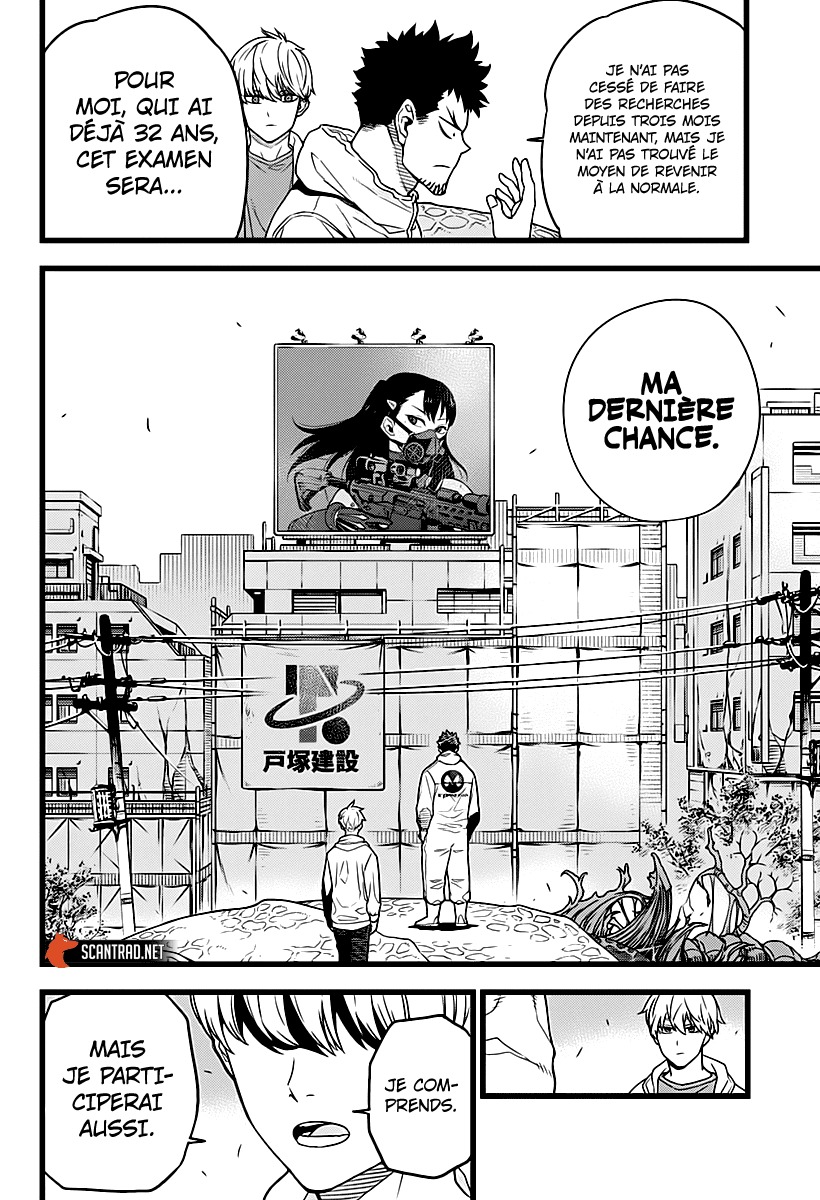 JE N'AI PAS
CESSÉ DE FAIRE
DES RECHERCHES
DEPUIS TROIS MOIS
MAINTENANT, MAIS JE
N'AI PAS TROUVÉ LE
MOYEN DE REVENIR
À LA NORMALE.
POUR
MOI, QUI AI
DÉJÀ 32 ANS,
CET EXAMEN
SERA...
MA
DERNIÈRE
CHANCE.
戸塚建設
SCANTRAD.NET
JE COM-
PRENDS.
MAIS
JE PARTI-
CIPERAI
AUSSI.